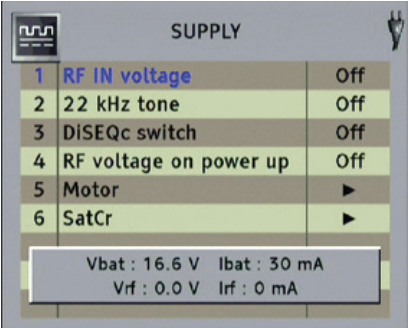 SUPPLY
1 RF IN voltage Off
2 22 kHz tone Off
3 DiSEQc switch Off
4 RF voltage on power up Off
5 Motor ►
6 SatCr ►
Vbat : 16.6 V Ibat : 30 mA
Vrf : 0.0 V Irf : 0 mA